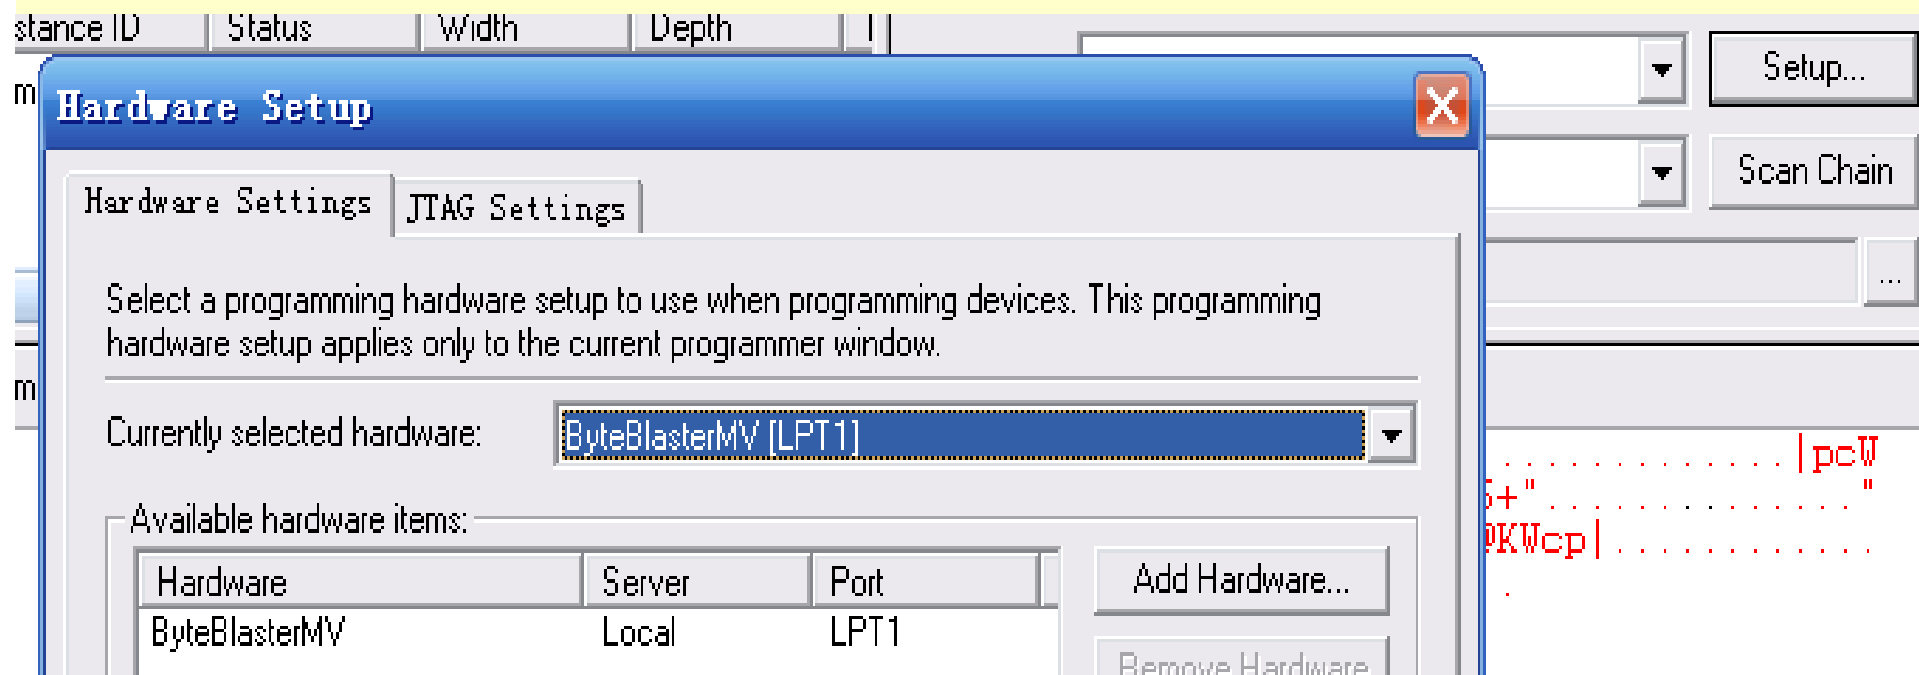 stance ID Status Width Depth
Setup...
Hardware Setup
Scan Chain
Hardware Settings JTAG Settings
...
Select a programming hardware setup to use when programming devices. This programming
hardware setup applies only to the current programmer window.
Currently selected hardware: ByteBlasterMV [LPT1]
.............|pcW
+"..............."
Available hardware items:
KWcp|............
Hardware Server Port Add Hardware...
.
ByteBlasterMV Local LPT1
Remove Hardware